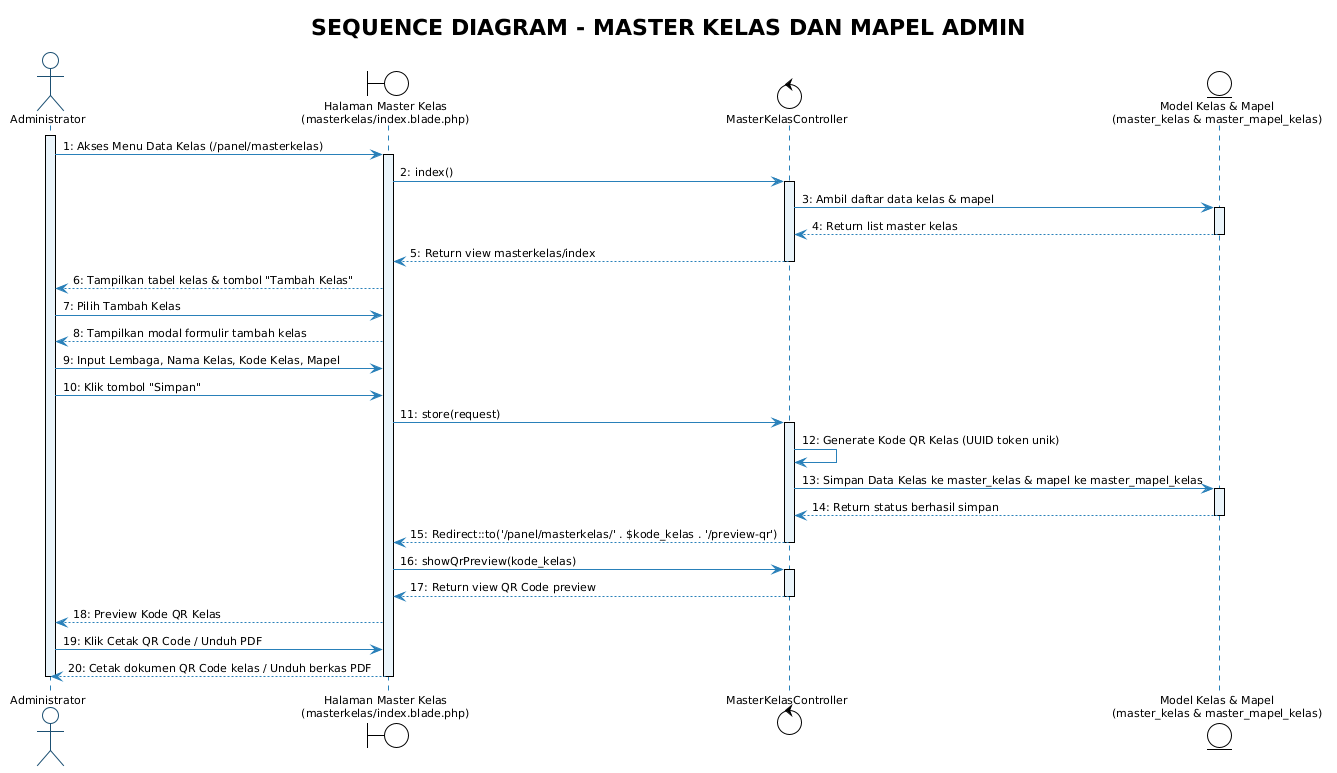 SEQUENCE DIAGRAM - MASTER KELAS DAN MAPEL ADMIN
Administrator
Halaman Master Kelas
(masterkelas/index.blade.php)
MasterKelasController
Model Kelas & Mapel
(master_kelas & master_mapel_kelas)
1: Akses Menu Data Kelas (/panel/masterkelas)
2: index()
3: Ambil daftar data kelas & mapel
4: Return list master kelas
5: Return view masterkelas/index
6: Tampilkan tabel kelas & tombol "Tambah Kelas"
7: Pilih Tambah Kelas
8: Tampilkan modal formulir tambah kelas
9: Input Lembaga, Nama Kelas, Kode Kelas, Mapel
10: Klik tombol "Simpan"
11: store(request)
12: Generate Kode QR Kelas (UUID token unik)
13: Simpan Data Kelas ke master_kelas & mapel ke master_mapel_kelas
14: Return status berhasil simpan
15: Redirect::to('/panel/masterkelas/' . $kode_kelas . '/preview-qr')
16: showQrPreview(kode_kelas)
17: Return view QR Code preview
18: Preview Kode QR Kelas
19: Klik Cetak QR Code / Unduh PDF
20: Cetak dokumen QR Code kelas / Unduh berkas PDF
Administrator
Halaman Master Kelas
(masterkelas/index.blade.php)
MasterKelasController
Model Kelas & Mapel
(master_kelas & master_mapel_kelas)